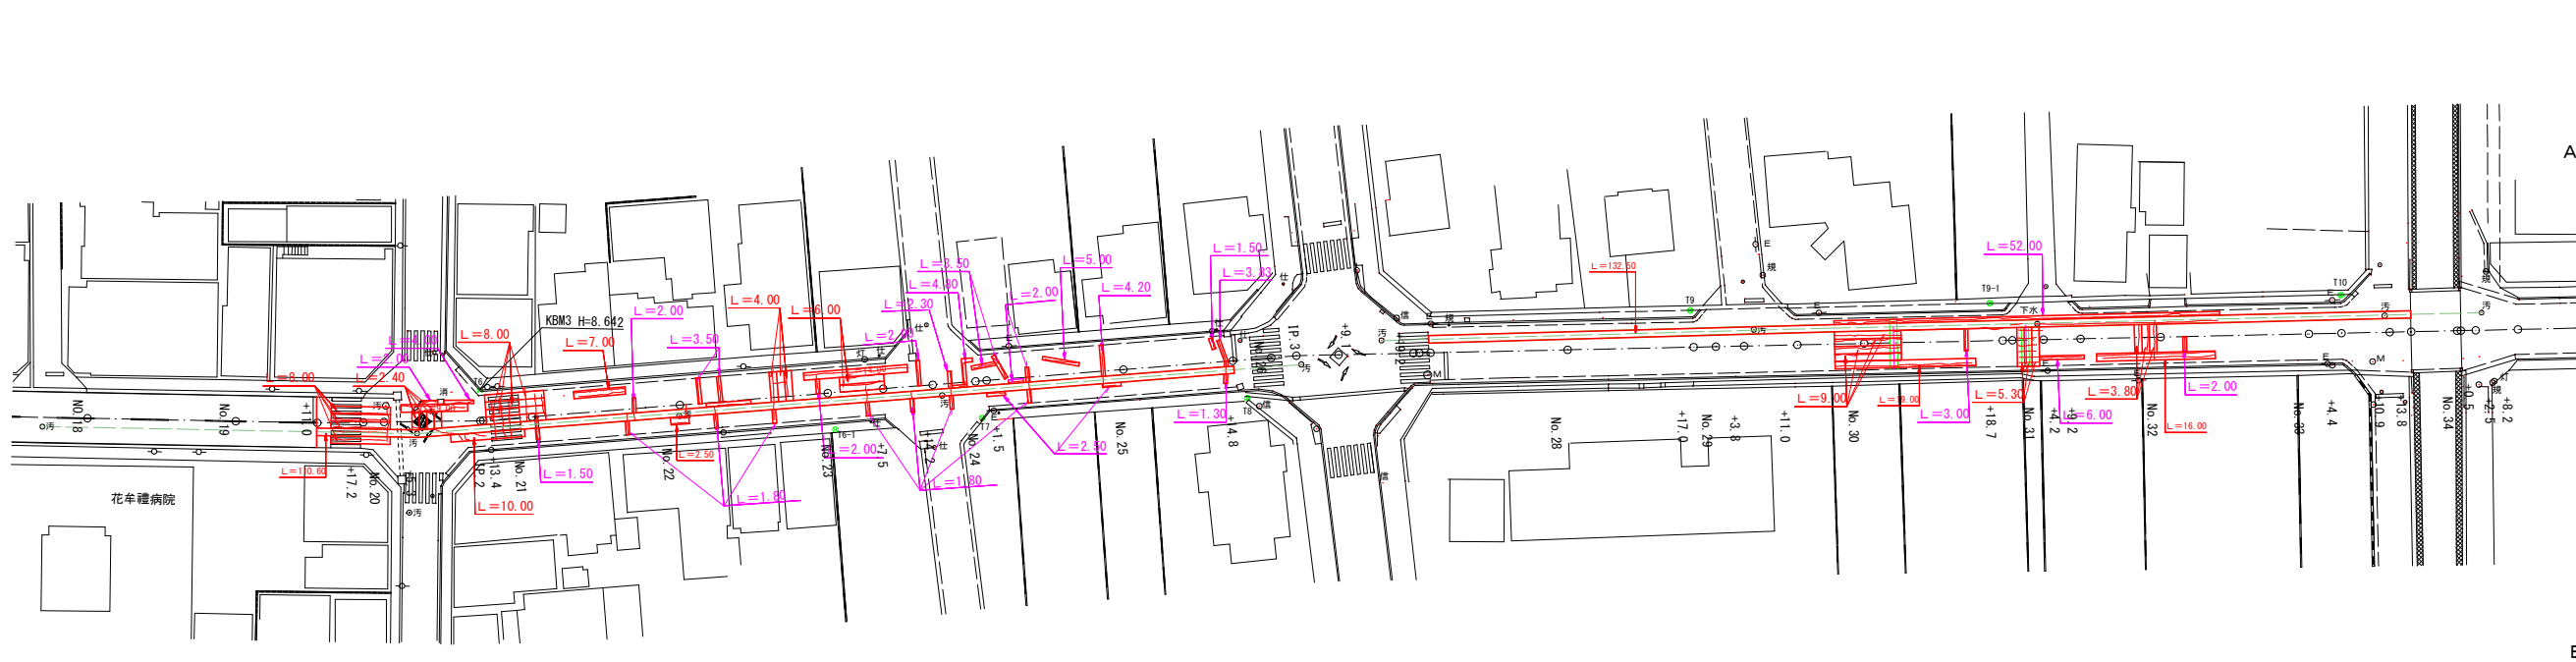 A
L=1.50
L=3.83
L=52.00
L=5.00
L=3.50
L=132.50
L=4.80
L=2.00
L=4.20
T10
T9-1
T9
L=4.00
L=6.00
L=2.30
L=2.00
KBM3 H=8.642
L=8.00
L=7.00
L=3.50
下水
仕
E
規
信
汚
灯
M
L=8.00
L=2.40
消
T6
IP.3
NO.18
No.19
+11.0
L=1.30
T8
+4.8
L=9.00
L=3.00
L=5.30
L=3.80
L=6.00
L=2.00
L=16.00
L=10.60
+17.2
No.20
+13.4
No.21
L=1.50
No.22
L=2.50
T6-1
No.23
L=2.00
+7.5
No.24
T7
+1.5
L=2.50
No.25
No.28
+17.0
No.29
+3.8
+11.0
No.30
+18.7
No.31
+4.2
No.32
No.33
+4.4
+10.9
+13.8
No.34
+0.5
+2.5
+8.2
L=10.00
L=1.80
L=1.80
花牟禮病院